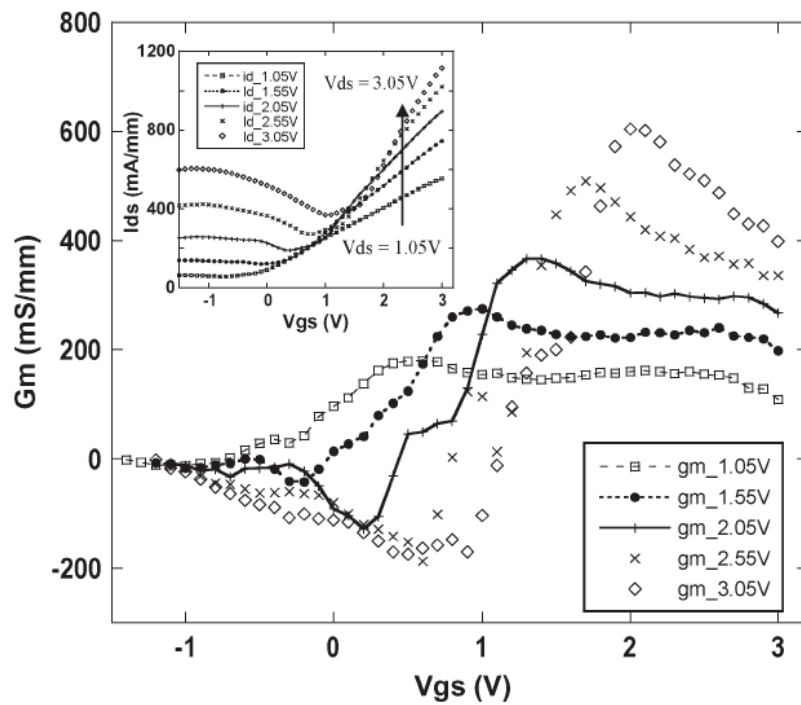 800
600
400
200
0
-200
Gm (mS/mm)
-1
0
1
2
3
Vgs (V)
1200
800
400
0
Ids (mA/mm)
-1
0
1
2
3
Vgs (V)
id_1.05V
Id_1.55V
Id_2.05V
Id_2.55V
Id_3.05V
Vds = 3.05V
Vds = 1.05V
gm_1.05V
gm_1.55V
gm_2.05V
gm_2.55V
gm_3.05V